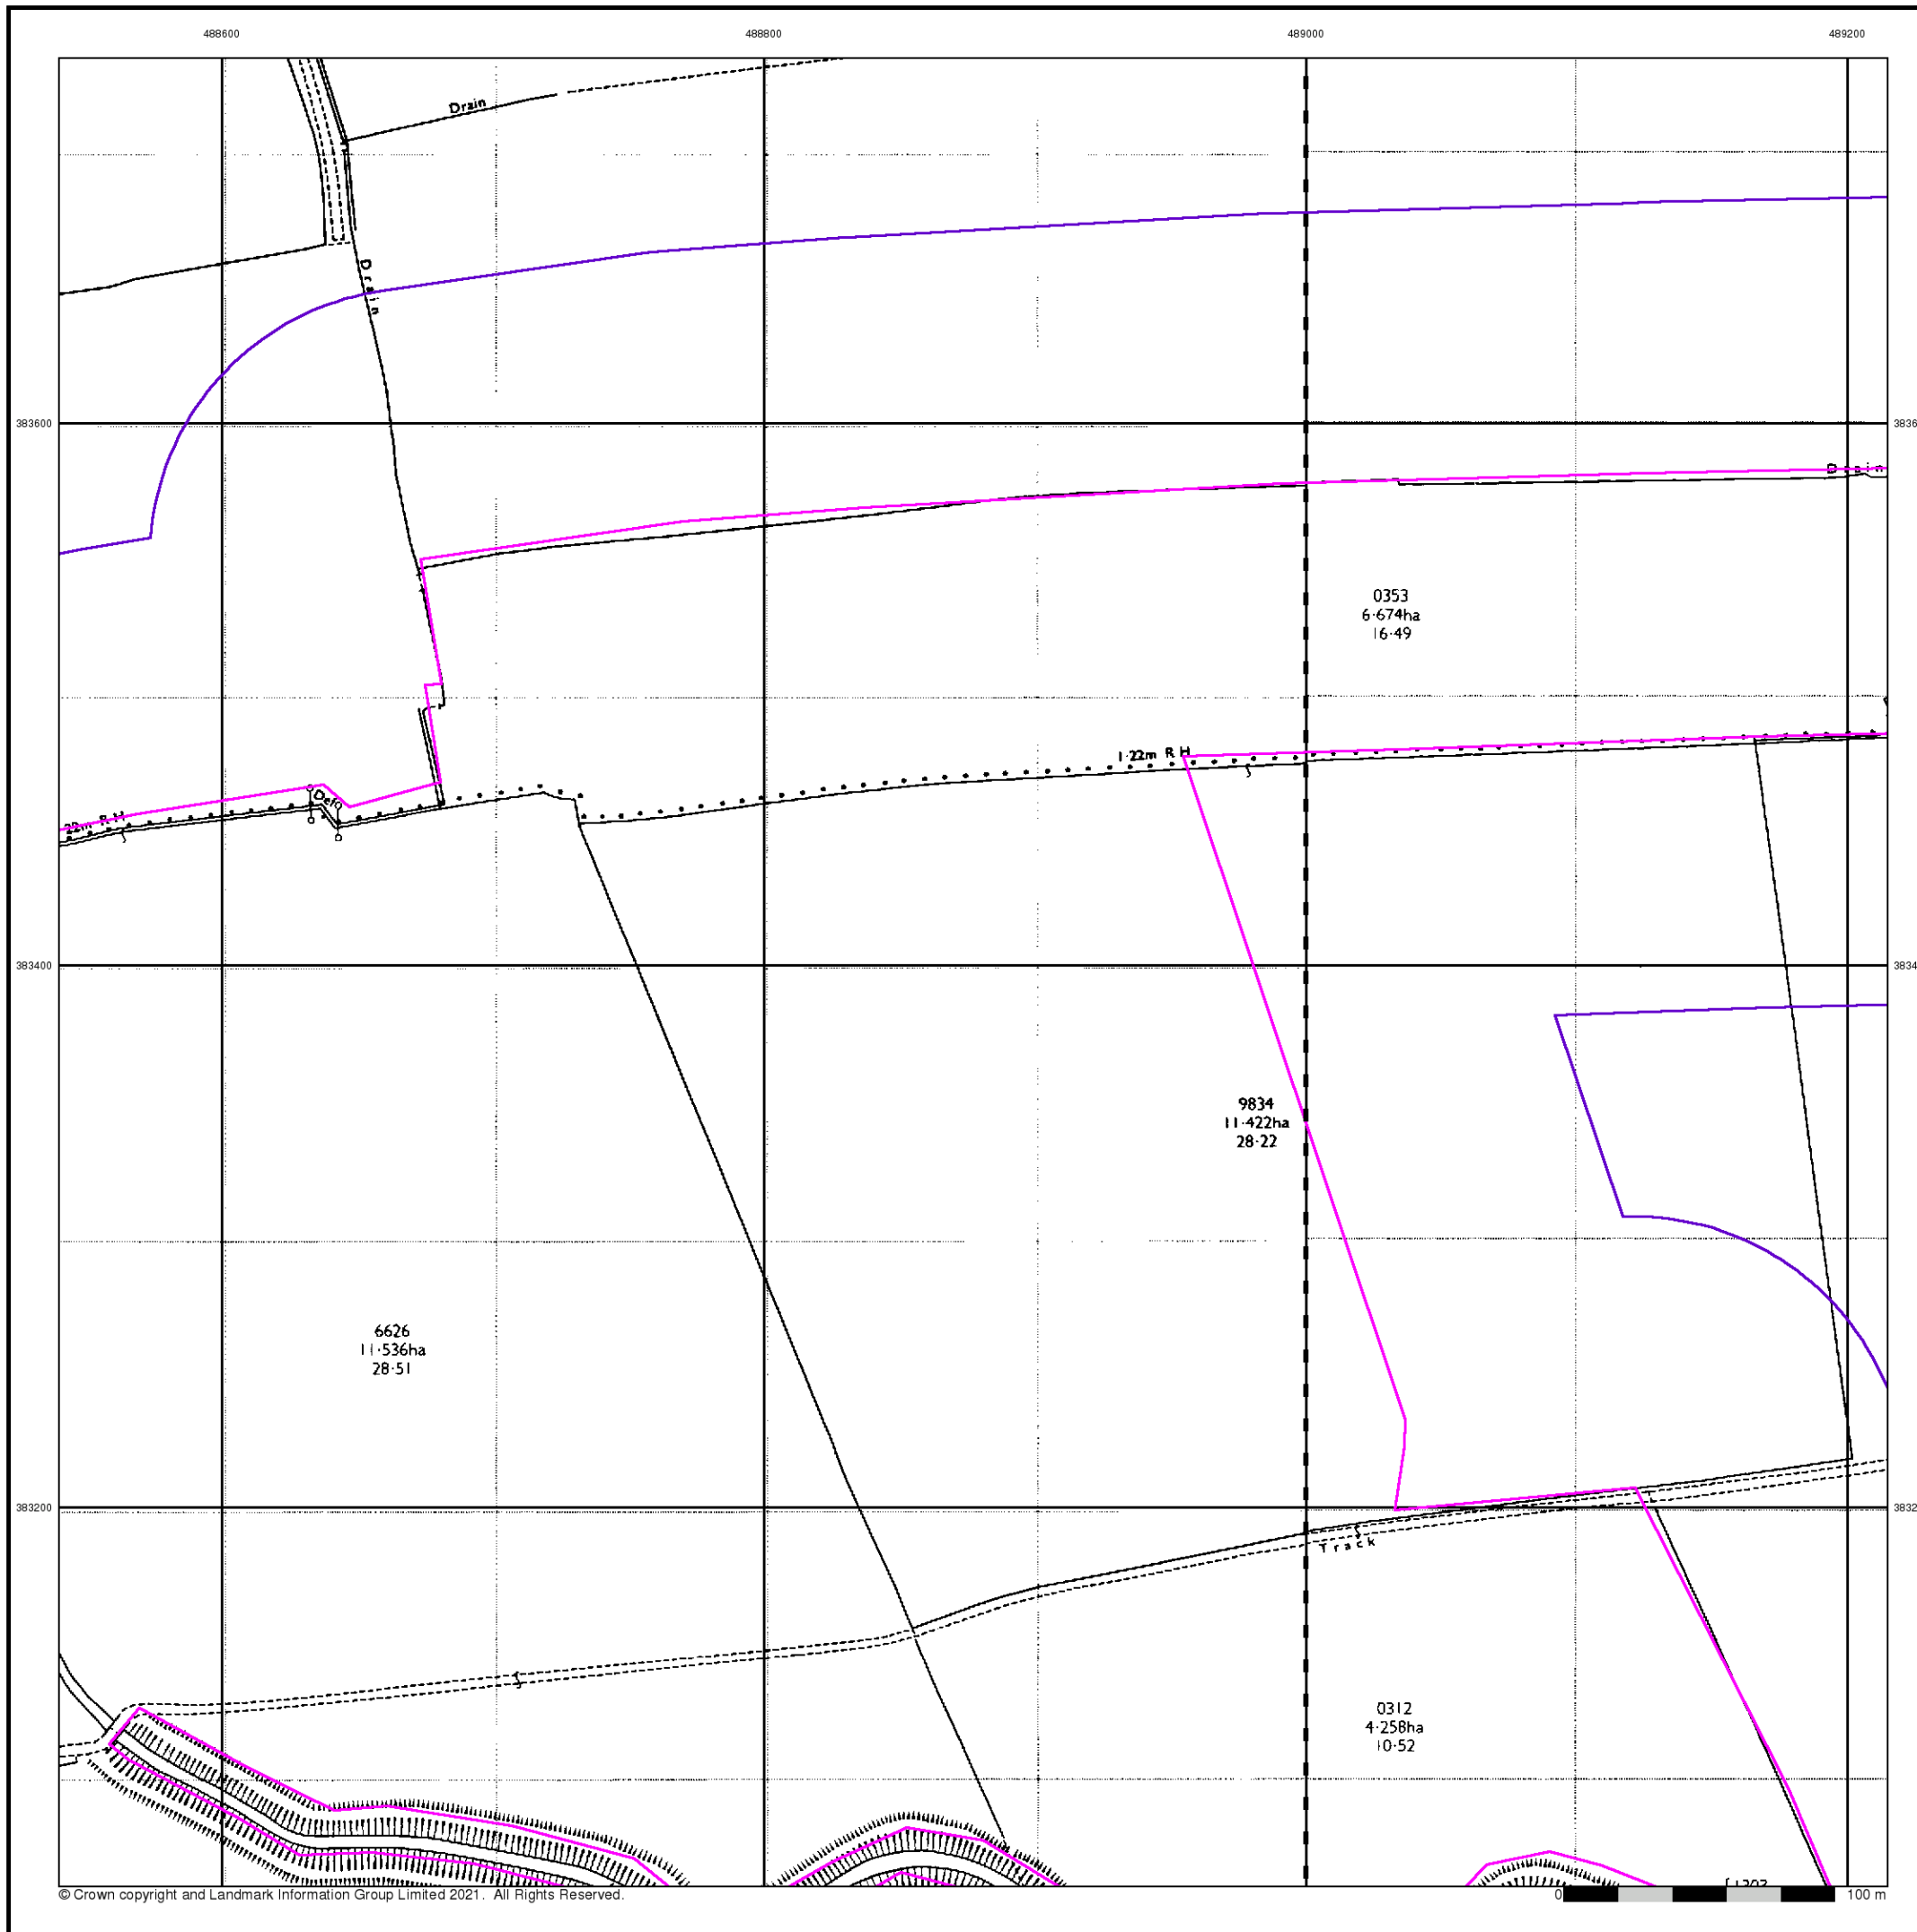 488600 488800 489000 489200
Drain
Drain
383600
Drain
0353
6·674ha
16·49
1·22m R H
Def
22m R H
383400
9834
11·422ha
28·22
6626
11·536ha
28·51
383200
Track
0312
4·258ha
10·52
© Crown copyright and Landmark Information Group Limited 2021. All Rights Reserved.
0 100 m